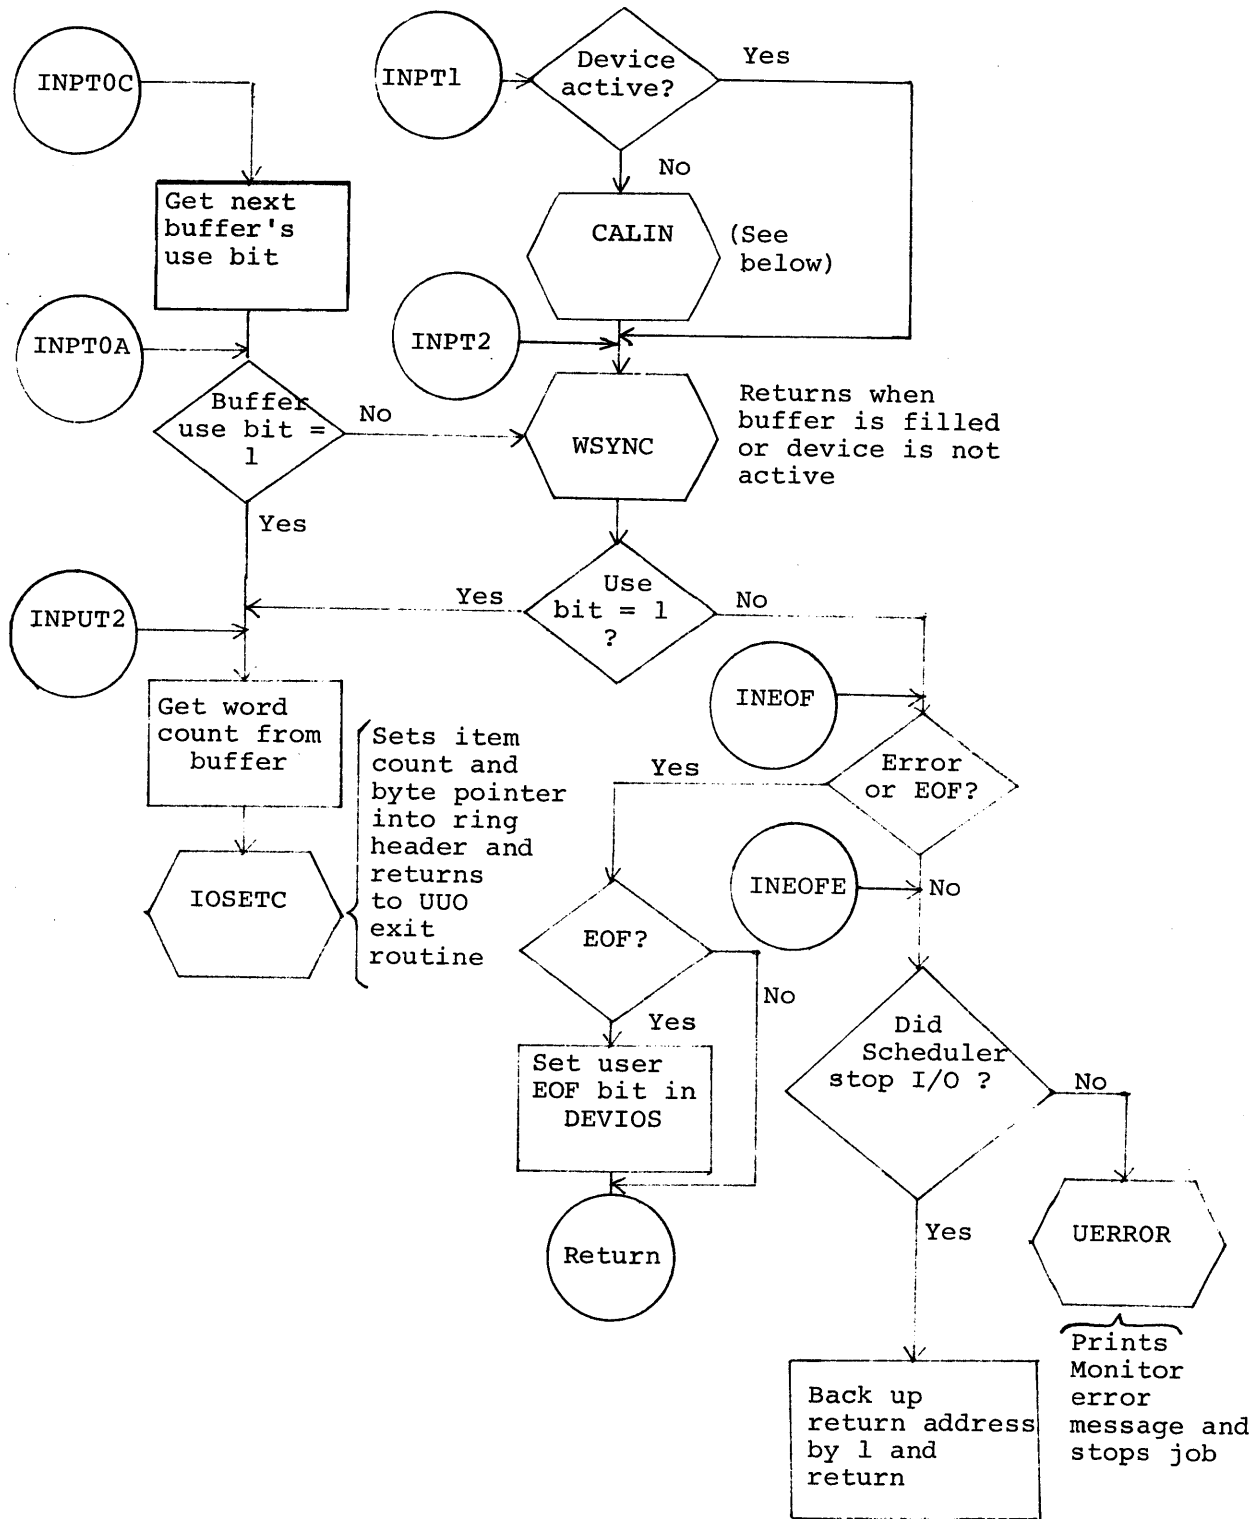 INPT0C
INPT1
Device
active?
Yes
No
Get next
buffer's
use bit
CALIN
(See
below)
INPT0A
INPT2
Buffer
use bit =
1
No
Yes
WSYNC
Returns when
buffer is filled
or device is not
active
Use
bit = 1
?
Yes
No
INPUT2
Get word
count from
buffer
IOSETC
Sets item
count and
byte pointer
into ring
header and
returns
to UUO
exit
routine
INEOF
Error
or EOF?
Yes
No
INEOFE
EOF?
No
Yes
Set user
EOF bit in
DEVIOS
Return
Did
Scheduler
stop I/O ?
No
Yes
UERROR
Prints
Monitor
error
message and
stops job
Back up
return address
by 1 and
return